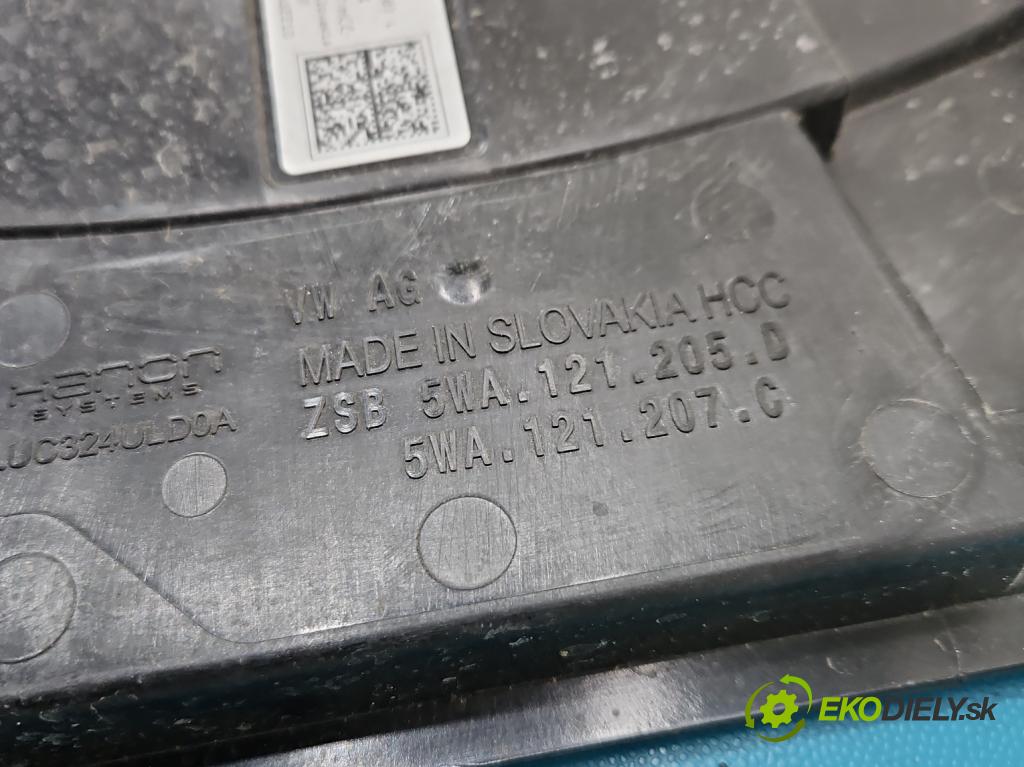 VW AG
MADE IN SLOVAKIA HCC
ZSB 5WA.121.205.D
5WA.121.207.C
Hanon
SYSTEMS
LUC324ULD0A
EKODIELY.sk